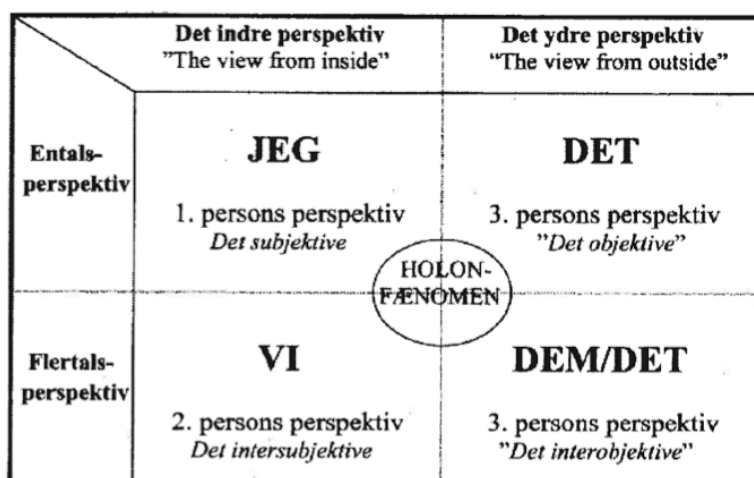 Det indre perspektiv
”The view from inside”
Det ydre perspektiv
“The view from outside”
Entals-
perspektiv
JEG
1. persons perspektiv
Det subjektive
DET
3. persons perspektiv
”Det objektive”
HOLON-
FÆNOMEN
Flertals-
perspektiv
VI
2. persons perspektiv
Det intersubjektive
DEM/DET
3. persons perspektiv
”Det interobjektive”